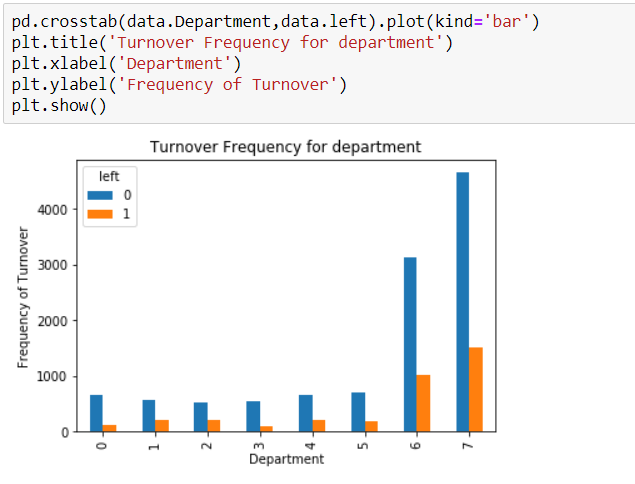 pd.crosstab(data.Department,data.left).plot(kind='bar')
plt.title('Turnover Frequency for department')
plt.xlabel('Department')
plt.ylabel('Frequency of Turnover')
plt.show()
Turnover Frequency for department
left
0
1
Frequency of Turnover
4000
3000
2000
1000
0
0 1 2 3 4 5 6 7
Department